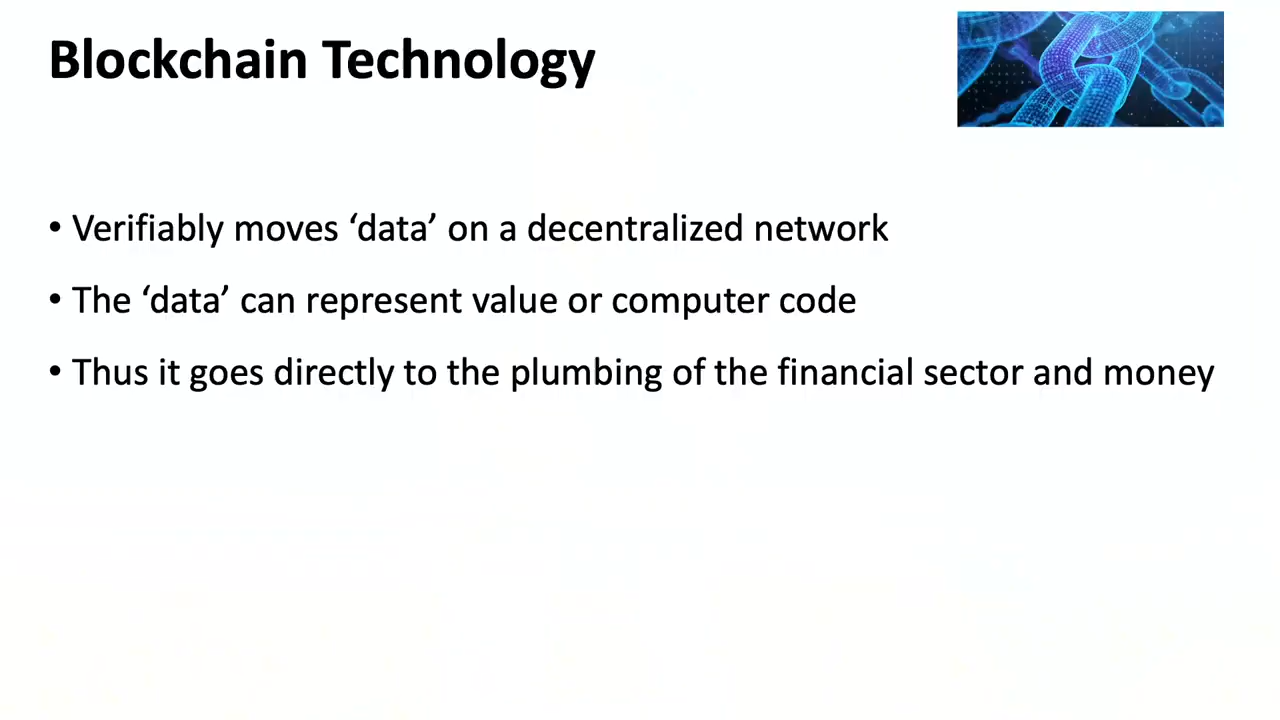 Blockchain Technology
• Verifiably moves ‘data’ on a decentralized network
• The ‘data’ can represent value or computer code
• Thus it goes directly to the plumbing of the financial sector and money